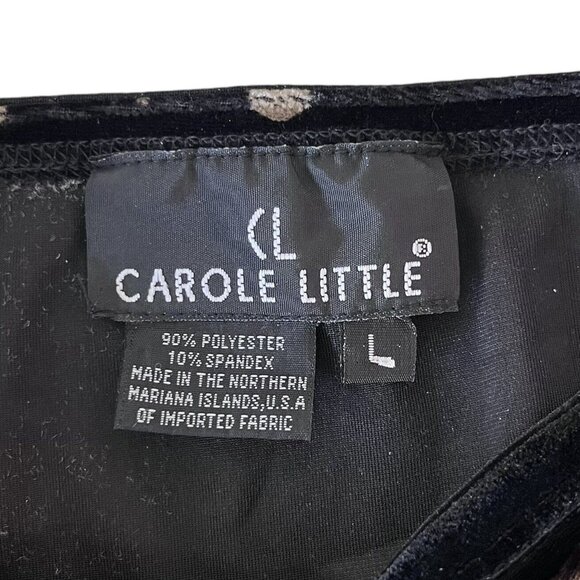 CL
CAROLE LITTLE®
90% POLYESTER
10% SPANDEX
MADE IN THE NORTHERN
MARIANA ISLANDS,U.S.A
OF IMPORTED FABRIC
L